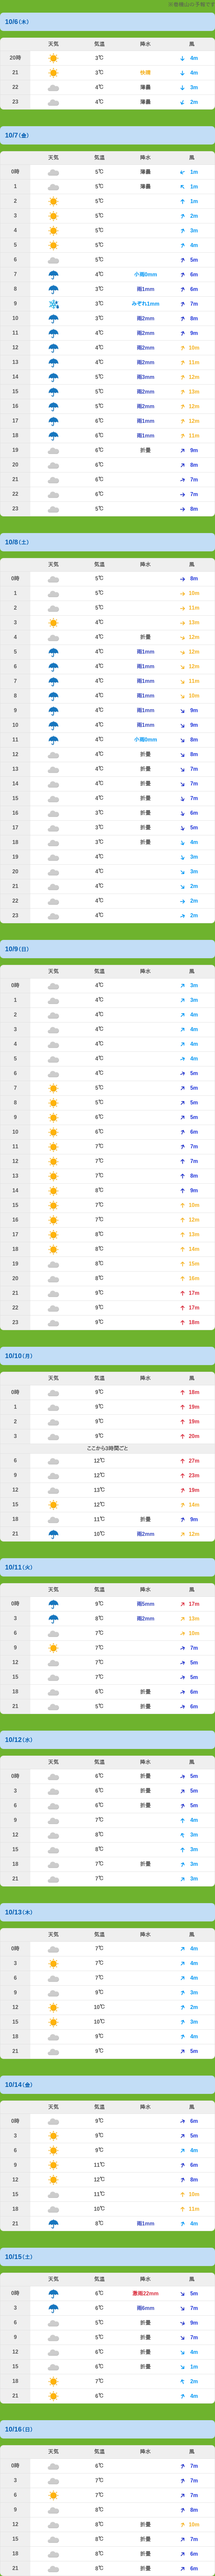 10/6(木)
天気 気温 降水 風
20時 3℃ 4m
21 3℃ 快晴 4m
22 4℃ 薄曇 3m
23 4℃ 薄曇 2m
10/7(金)
天気 気温 降水 風
0時 5℃ 薄曇 1m
1 5℃ 薄曇 1m
2 5℃ 1m
3 5℃ 2m
4 5℃ 3m
5 5℃ 4m
6 5℃ 5m
7 4℃ 小雨0mm 6m
8 3℃ 雨1mm 6m
9 3℃ みぞれ1mm 7m
10 3℃ 雨2mm 8m
11 4℃ 雨2mm 9m
12 4℃ 雨2mm 10m
13 4℃ 雨2mm 11m
14 5℃ 雨3mm 12m
15 5℃ 雨2mm 13m
16 5℃ 雨2mm 12m
17 6℃ 雨1mm 12m
18 6℃ 雨1mm 11m
19 6℃ 折曇 9m
20 6℃ 8m
21 6℃ 7m
22 6℃ 7m
23 5℃ 8m
10/8(土)
天気 気温 降水 風
0時 5℃ 8m
1 5℃ 10m
2 5℃ 11m
3 4℃ 13m
4 4℃ 折曇 12m
5 4℃ 雨1mm 12m
6 4℃ 雨1mm 12m
7 4℃ 雨1mm 11m
8 4℃ 雨1mm 10m
9 4℃ 雨1mm 9m
10 4℃ 雨1mm 9m
11 4℃ 小雨0mm 8m
12 4℃ 折曇 8m
13 4℃ 折曇 7m
14 4℃ 折曇 7m
15 4℃ 折曇 7m
16 3℃ 折曇 6m
17 3℃ 折曇 5m
18 3℃ 折曇 4m
19 4℃ 3m
20 4℃ 3m
21 4℃ 2m
22 4℃ 2m
23 4℃ 2m
10/9(日)
天気 気温 降水 風
0時 4℃ 3m
1 4℃ 3m
2 4℃ 4m
3 4℃ 4m
4 4℃ 4m
5 4℃ 4m
6 4℃ 5m
7 5℃ 5m
8 5℃ 5m
9 6℃ 5m
10 6℃ 6m
11 7℃ 7m
12 7℃ 7m
13 7℃ 8m
14 8℃ 9m
15 7℃ 10m
16 7℃ 12m
17 8℃ 13m
18 8℃ 14m
19 8℃ 15m
20 8℃ 16m
21 9℃ 17m
22 9℃ 17m
23 9℃ 18m
10/10(月)
天気 気温 降水 風
0時 9℃ 18m
1 9℃ 19m
2 9℃ 19m
3 9℃ 20m
ここから3時間ごと
6 12℃ 27m
9 12℃ 23m
12 13℃ 19m
15 12℃ 14m
18 11℃ 折曇 9m
21 10℃ 雨2mm 12m
10/11(火)
天気 気温 降水 風
0時 9℃ 雨5mm 17m
3 8℃ 雨2mm 13m
6 7℃ 10m
9 7℃ 7m
12 7℃ 5m
15 7℃ 5m
18 6℃ 折曇 6m
21 5℃ 折曇 6m
10/12(水)
天気 気温 降水 風
0時 6℃ 折曇 5m
3 6℃ 折曇 5m
6 6℃ 折曇 5m
9 7℃ 4m
12 8℃ 3m
15 8℃ 3m
18 7℃ 折曇 3m
21 7℃ 3m
10/13(木)
天気 気温 降水 風
0時 7℃ 4m
3 7℃ 4m
6 7℃ 4m
9 9℃ 3m
12 10℃ 2m
15 10℃ 3m
18 9℃ 4m
21 9℃ 5m
10/14(金)
天気 気温 降水 風
0時 9℃ 6m
3 9℃ 5m
6 9℃ 4m
9 11℃ 6m
12 12℃ 8m
15 11℃ 10m
18 10℃ 11m
21 8℃ 雨1mm 4m
10/15(土)
天気 気温 降水 風
0時 6℃ 激雨22mm 5m
3 6℃ 雨6mm 7m
6 5℃ 折曇 9m
9 5℃ 折曇 7m
12 6℃ 折曇 4m
15 6℃ 折曇 1m
18 7℃ 2m
21 6℃ 4m
10/16(日)
天気 気温 降水 風
0時 6℃ 7m
3 7℃ 7m
6 7℃ 7m
9 8℃ 8m
12 8℃ 折曇 10m
15 6℃ 折曇 7m
18 8℃ 折曇 6m
21 8℃ 折曇 6m